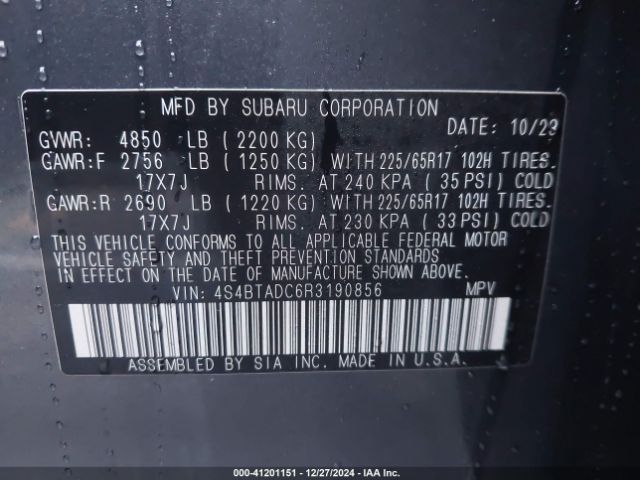 MFD BY SUBARU CORPORATION
DATE: 10/23
GVWR: 4850 LB ( 2200 KG)
GAWR:F 2756 LB ( 1250 KG) WITH 225/65R17 102H TIRES.
17X7J RIMS. AT 240 KPA ( 35 PSI) COLD
GAWR:R 2690 LB ( 1220 KG) WITH 225/65R17 102H TIRES.
17X7J RIMS. AT 230 KPA ( 33 PSI) COLD
THIS VEHICLE CONFORMS TO ALL APPLICABLE FEDERAL MOTOR
VEHICLE SAFETY AND THEFT PREVENTION STANDARDS
IN EFFECT ON THE DATE OF MANUFACTURE SHOWN ABOVE.
VIN: 4S4BTADC6R3190856 MPV
ASSEMBLED BY SIA INC. MADE IN U.S.A.
000-41201151 • 12/27/2024 • iaai.com